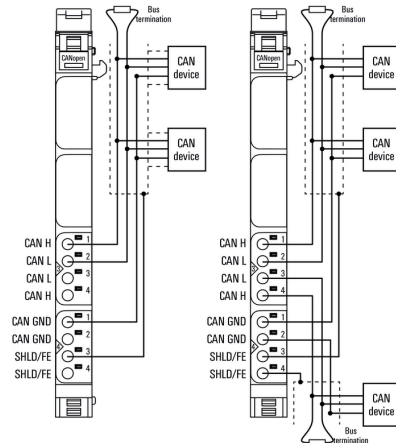 Bus
termination
CANopen
CAN
device
CAN
device
CAN H
1
CAN L
2
CAN L
3
CAN H
4
CAN GND
1
CAN GND
2
SHLD/FE
3
SHLD/FE
4
Bus
termination
CANopen
CAN
device
CAN
device
CAN H
1
CAN L
2
CAN L
3
CAN H
4
CAN GND
1
CAN GND
2
SHLD/FE
3
SHLD/FE
4
CAN
device
Bus
termination